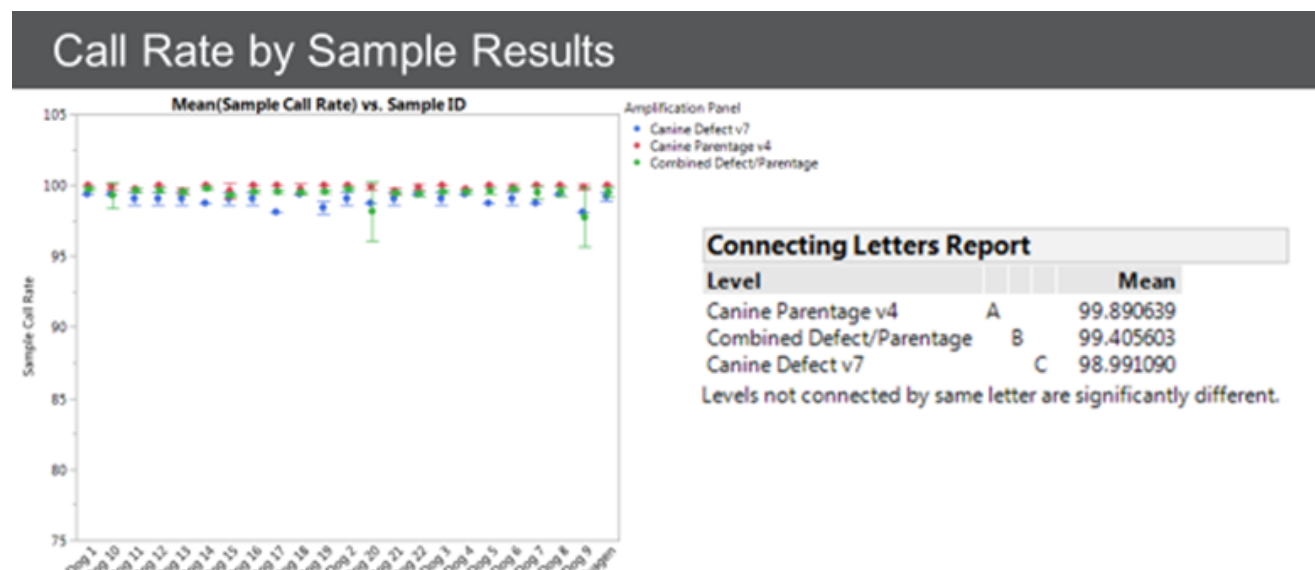 Call Rate by Sample Results
Mean(Sample Call Rate) vs. Sample ID
105
100
95
90
85
80
75
Sample Call Rate
Dog 1
Dog 10
Dog 11
Dog 12
Dog 13
Dog 14
Dog 15
Dog 16
Dog 17
Dog 18
Dog 19
Dog 2
Dog 20
Dog 21
Dog 22
Dog 3
Dog 4
Dog 5
Dog 6
Dog 7
Dog 8
Dog 9
Amplification Panel
Canine Defect v7
Canine Parentage v4
Combined Defect/Parentage
Connecting Letters Report
Level Mean
Canine Parentage v4 A 99.890639
Combined Defect/Parentage B 99.405603
Canine Defect v7 C 98.991090
Levels not connected by same letter are significantly different.